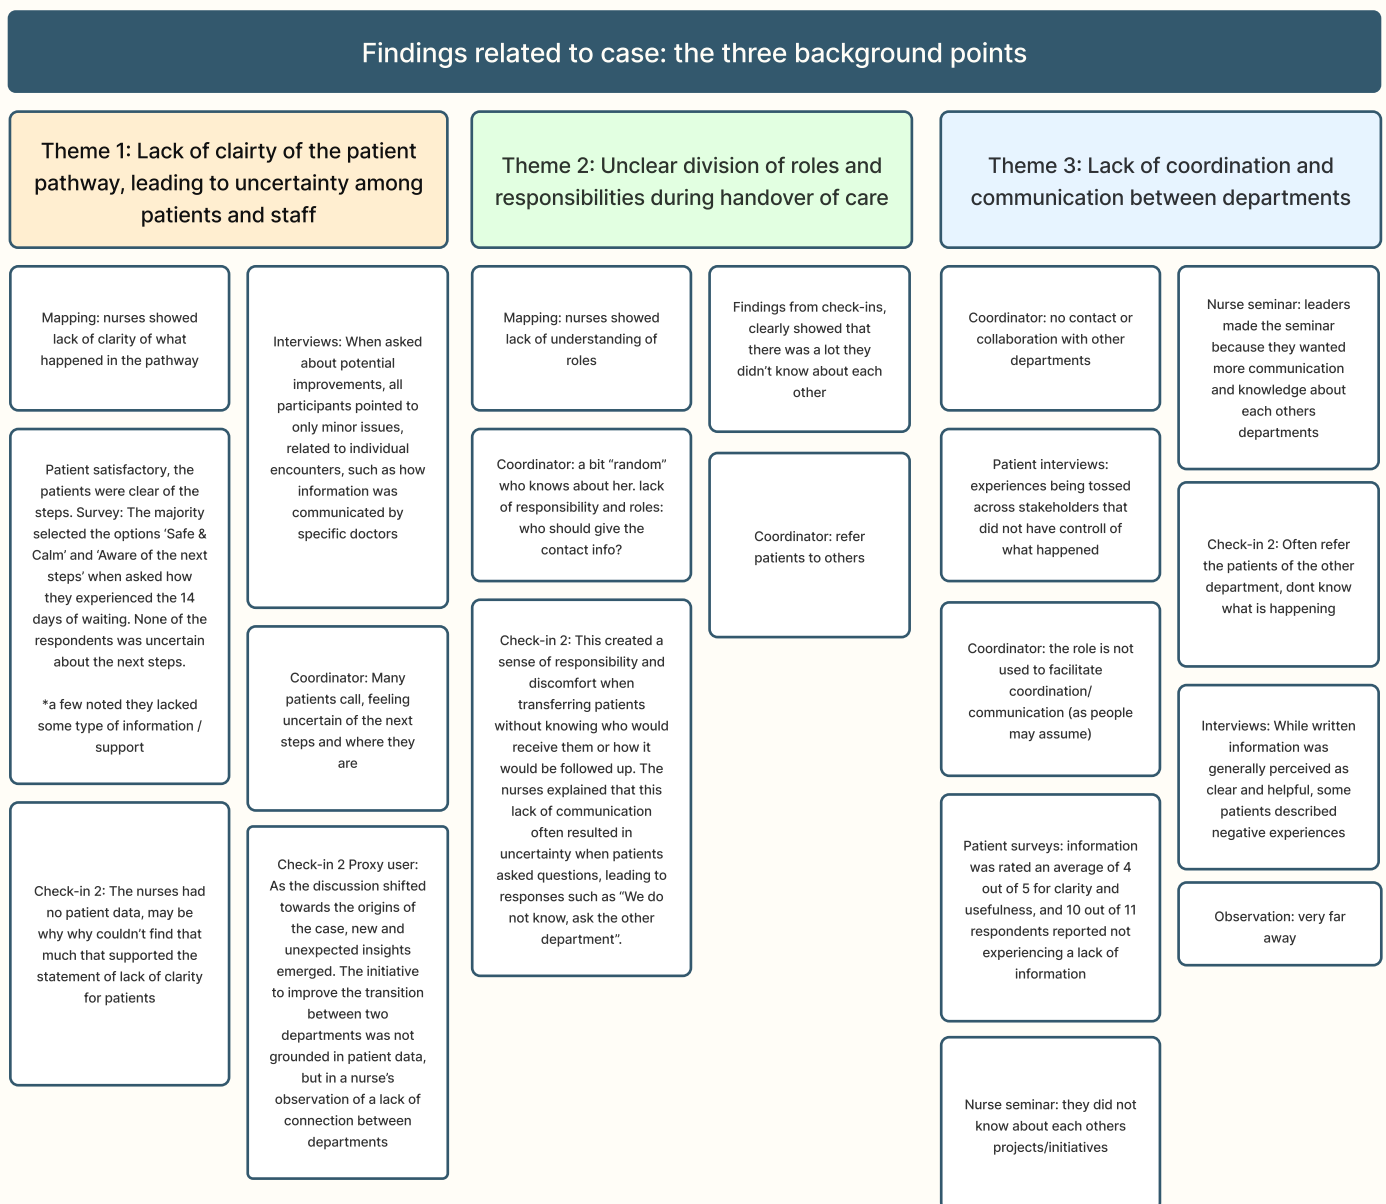 Findings related to case: the three background points
Theme 1: Lack of clairty of the patient
pathway, leading to uncertainty among
patients and staff
Mapping: nurses showed
lack of clarity of what
happened in the pathway
Patient satisfactory, the
patients were clear of the
steps. Survey: The majority
selected the options ‘Safe &
Calm’ and ‘Aware of the next
steps’ when asked how
they experienced the 14
days of waiting. None of the
respondents was uncertain
about the next steps.
*a few noted they lacked
some type of information /
support
Check-in 2: The nurses had
no patient data, may be
why why couldn’t find that
much that supported the
statement of lack of clarity
for patients
Interviews: When asked
about potential
improvements, all
participants pointed to
only minor issues,
related to individual
encounters, such as how
information was
communicated by
specific doctors
Coordinator: Many
patients call, feeling
uncertain of the next
steps and where they
are
Check-in 2 Proxy user:
As the discussion shifted
towards the origins of
the case, new and
unexpected insights
emerged. The initiative
to improve the transition
between two
departments was not
grounded in patient data,
but in a nurse’s
observation of a lack of
connection between
departments
Theme 2: Unclear division of roles and
responsibilities during handover of care
Mapping: nurses showed
lack of understanding of
roles
Coordinator: a bit “random”
who knows about her. lack
of responsibility and roles:
who should give the
contact info?
Check-in 2: This created a
sense of responsibility and
discomfort when
transferring patients
without knowing who would
receive them or how it
would be followed up. The
nurses explained that this
lack of communication
often resulted in
uncertainty when patients
asked questions, leading to
responses such as “We do
not know, ask the other
department”.
Findings from check-ins,
clearly showed that
there was a lot they
didn’t know about each
other
Coordinator: refer
patients to others
Theme 3: Lack of coordination and
communication between departments
Coordinator: no contact or
collaboration with other
departments
Patient interviews:
experiences being tossed
across stakeholders that
did not have controll of
what happened
Coordinator: the role is not
used to facilitate
coordination/
communication (as people
may assume)
Patient surveys: information
was rated an average of 4
out of 5 for clarity and
usefulness, and 10 out of 11
respondents reported not
experiencing a lack of
information
Nurse seminar: they did not
know about each others
projects/initiatives
Nurse seminar: leaders
made the seminar
because they wanted
more communication
and knowledge about
each others
departments
Check-in 2: Often refer
the patients of the other
department, dont know
what is happening
Interviews: While written
information was
generally perceived as
clear and helpful, some
patients described
negative experiences
Observation: very far
away